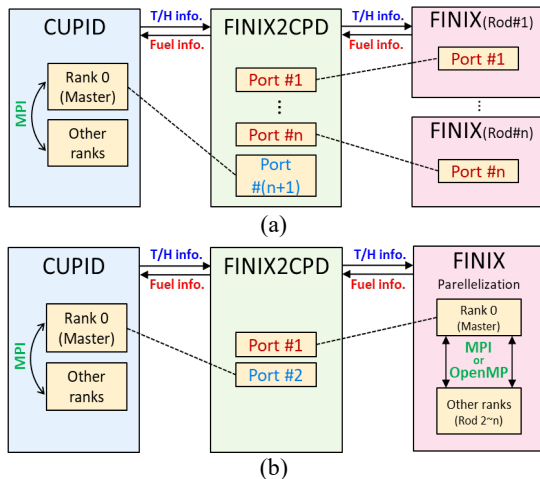 CUPID
T/H info.
Fuel info.
FINIX2CPD
T/H info.
Fuel info.
FINIX(Rod#1)
MPI
Rank 0
(Master)
Other
ranks
Port #1
⋮
Port #n
Port
#(n+1)
Port #1
⋮
FINIX(Rod#n)
Port #n
(a)
CUPID
T/H info.
Fuel info.
FINIX2CPD
T/H info.
Fuel info.
FINIX
Parellelization
MPI
Rank 0
(Master)
Other
ranks
Port #1
Port #2
Rank 0
(Master)
MPI
or
OpenMP
Other ranks
(Rod 2~n)
(b)